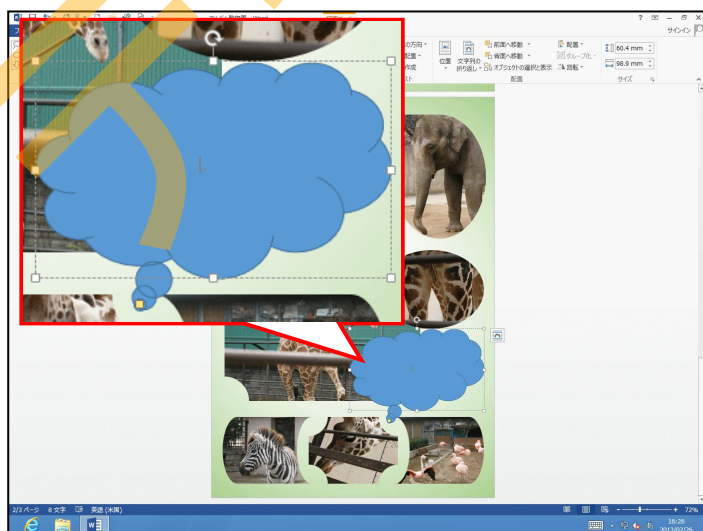 ? 
サインイン
の方向
配置
作成
位置
文字列の
折り返し
前面へ移動
背面へ移動
オブジェクトの選択と表示
配置
グループ化
回転
60.4 mm
98.9 mm
配置
サイズ
2/3 ページ 8 文字 英語 (米国)
72%
あ
16:26
2013/02/26